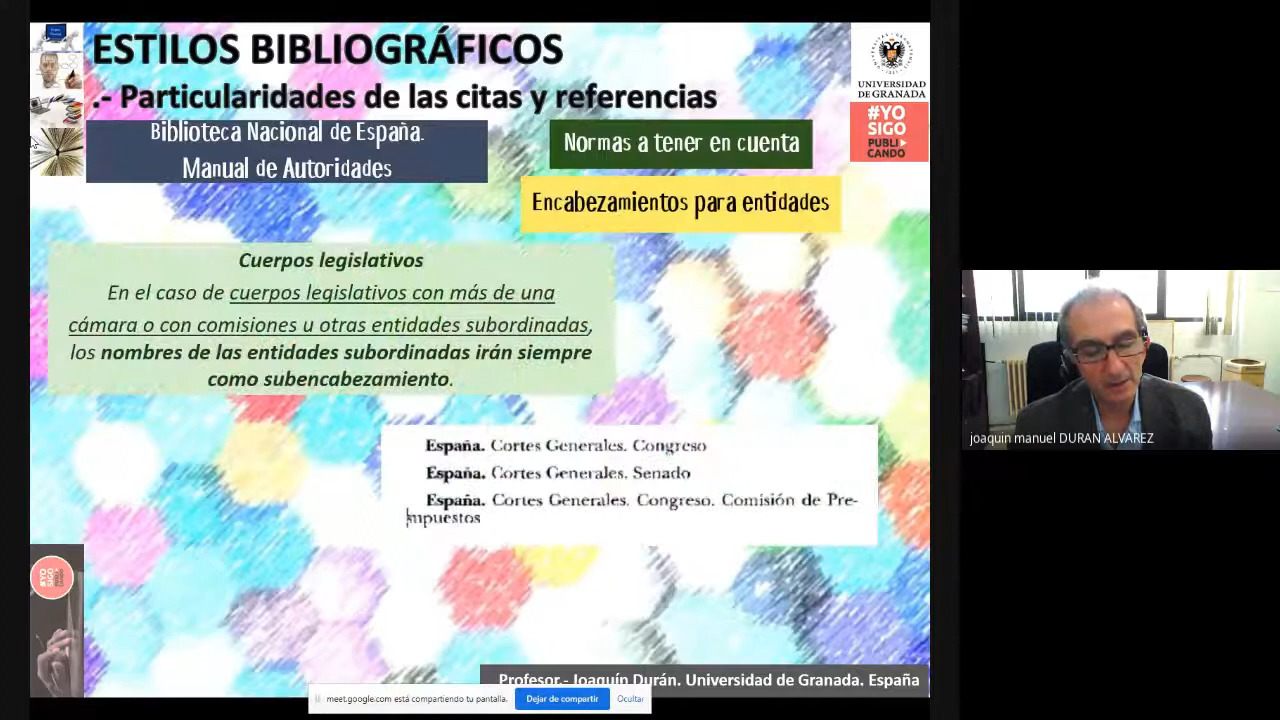 ESTILOS BIBLIOGRÁFICOS
.- Particularidades de las citas y referencias
UNIVERSIDAD
DE GRANADA
#YO
SIGO
PUBLI
CANDO
Biblioteca Nacional de España.
Manual de Autoridades
Normas a tener en cuenta
Encabezamientos para entidades
Cuerpos legislativos
En el caso de cuerpos legislativos con más de una
cámara o con comisiones u otras entidades subordinadas,
los nombres de las entidades subordinadas irán siempre
como subencabezamiento.
España. Cortes Generales. Congreso
España. Cortes Generales. Senado
España. Cortes Generales. Congreso. Comisión de Pre-
supuestos
joaquin manuel DURAN ALVAREZ
#YO
SIGO
PUBLI
CANDO
Profesor.- Joaquín Durán. Universidad de Granada. España
meet.google.com está compartiendo tu pantalla.
Dejar de compartir
Ocultar